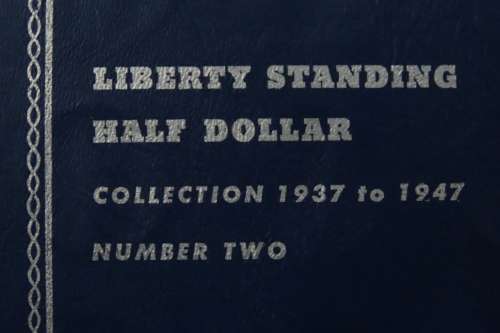 LIBERTY STANDING
HALF DOLLAR
COLLECTION 1937 to 1947
NUMBER TWO